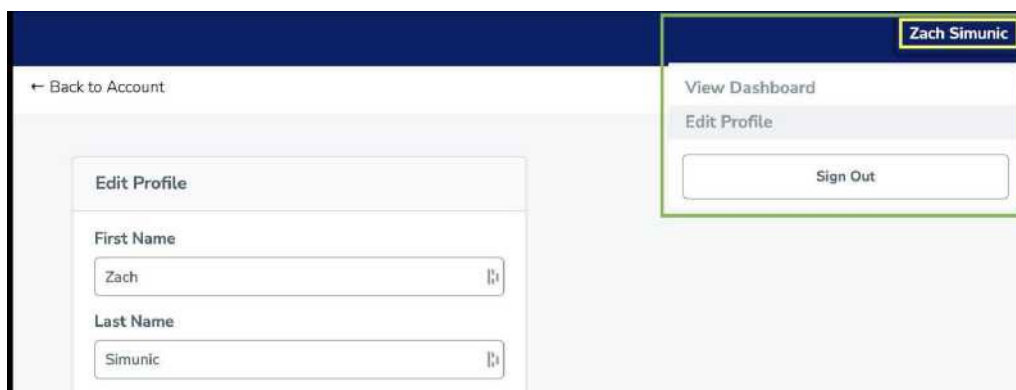 Zach Simunic
← Back to Account
View Dashboard
Edit Profile
Sign Out
Edit Profile
First Name
Zach
Last Name
Simunic